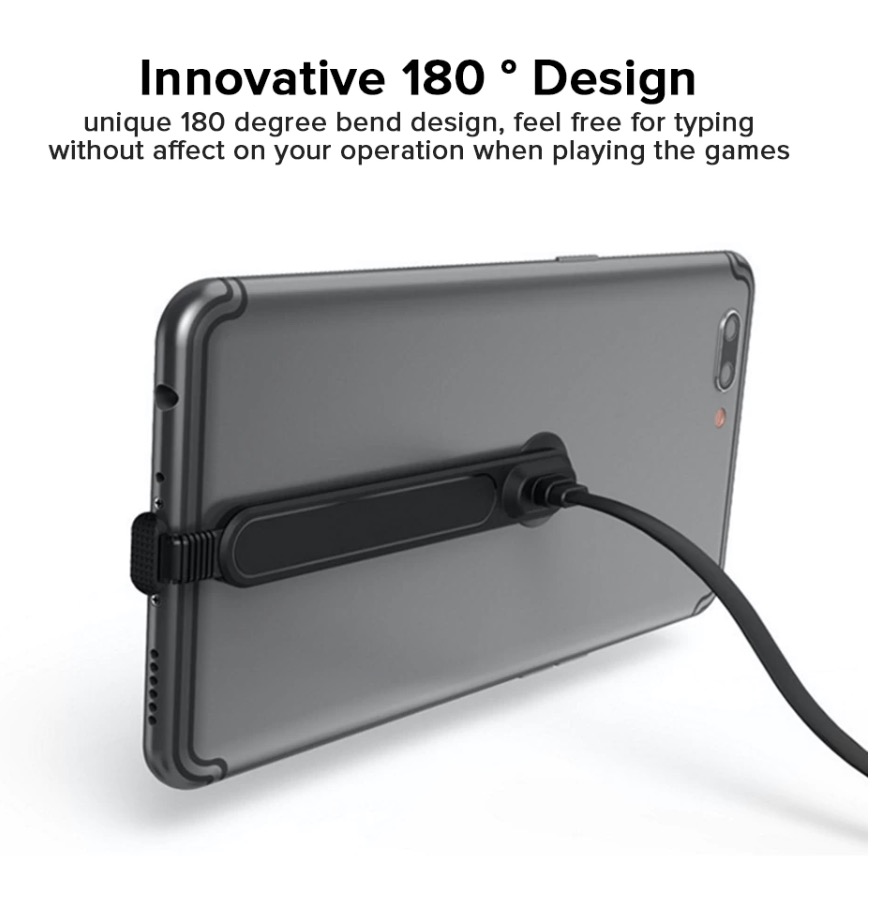 Innovative 180 ° Design
unique 180 degree bend design, feel free for typing
without affect on your operation when playing the games